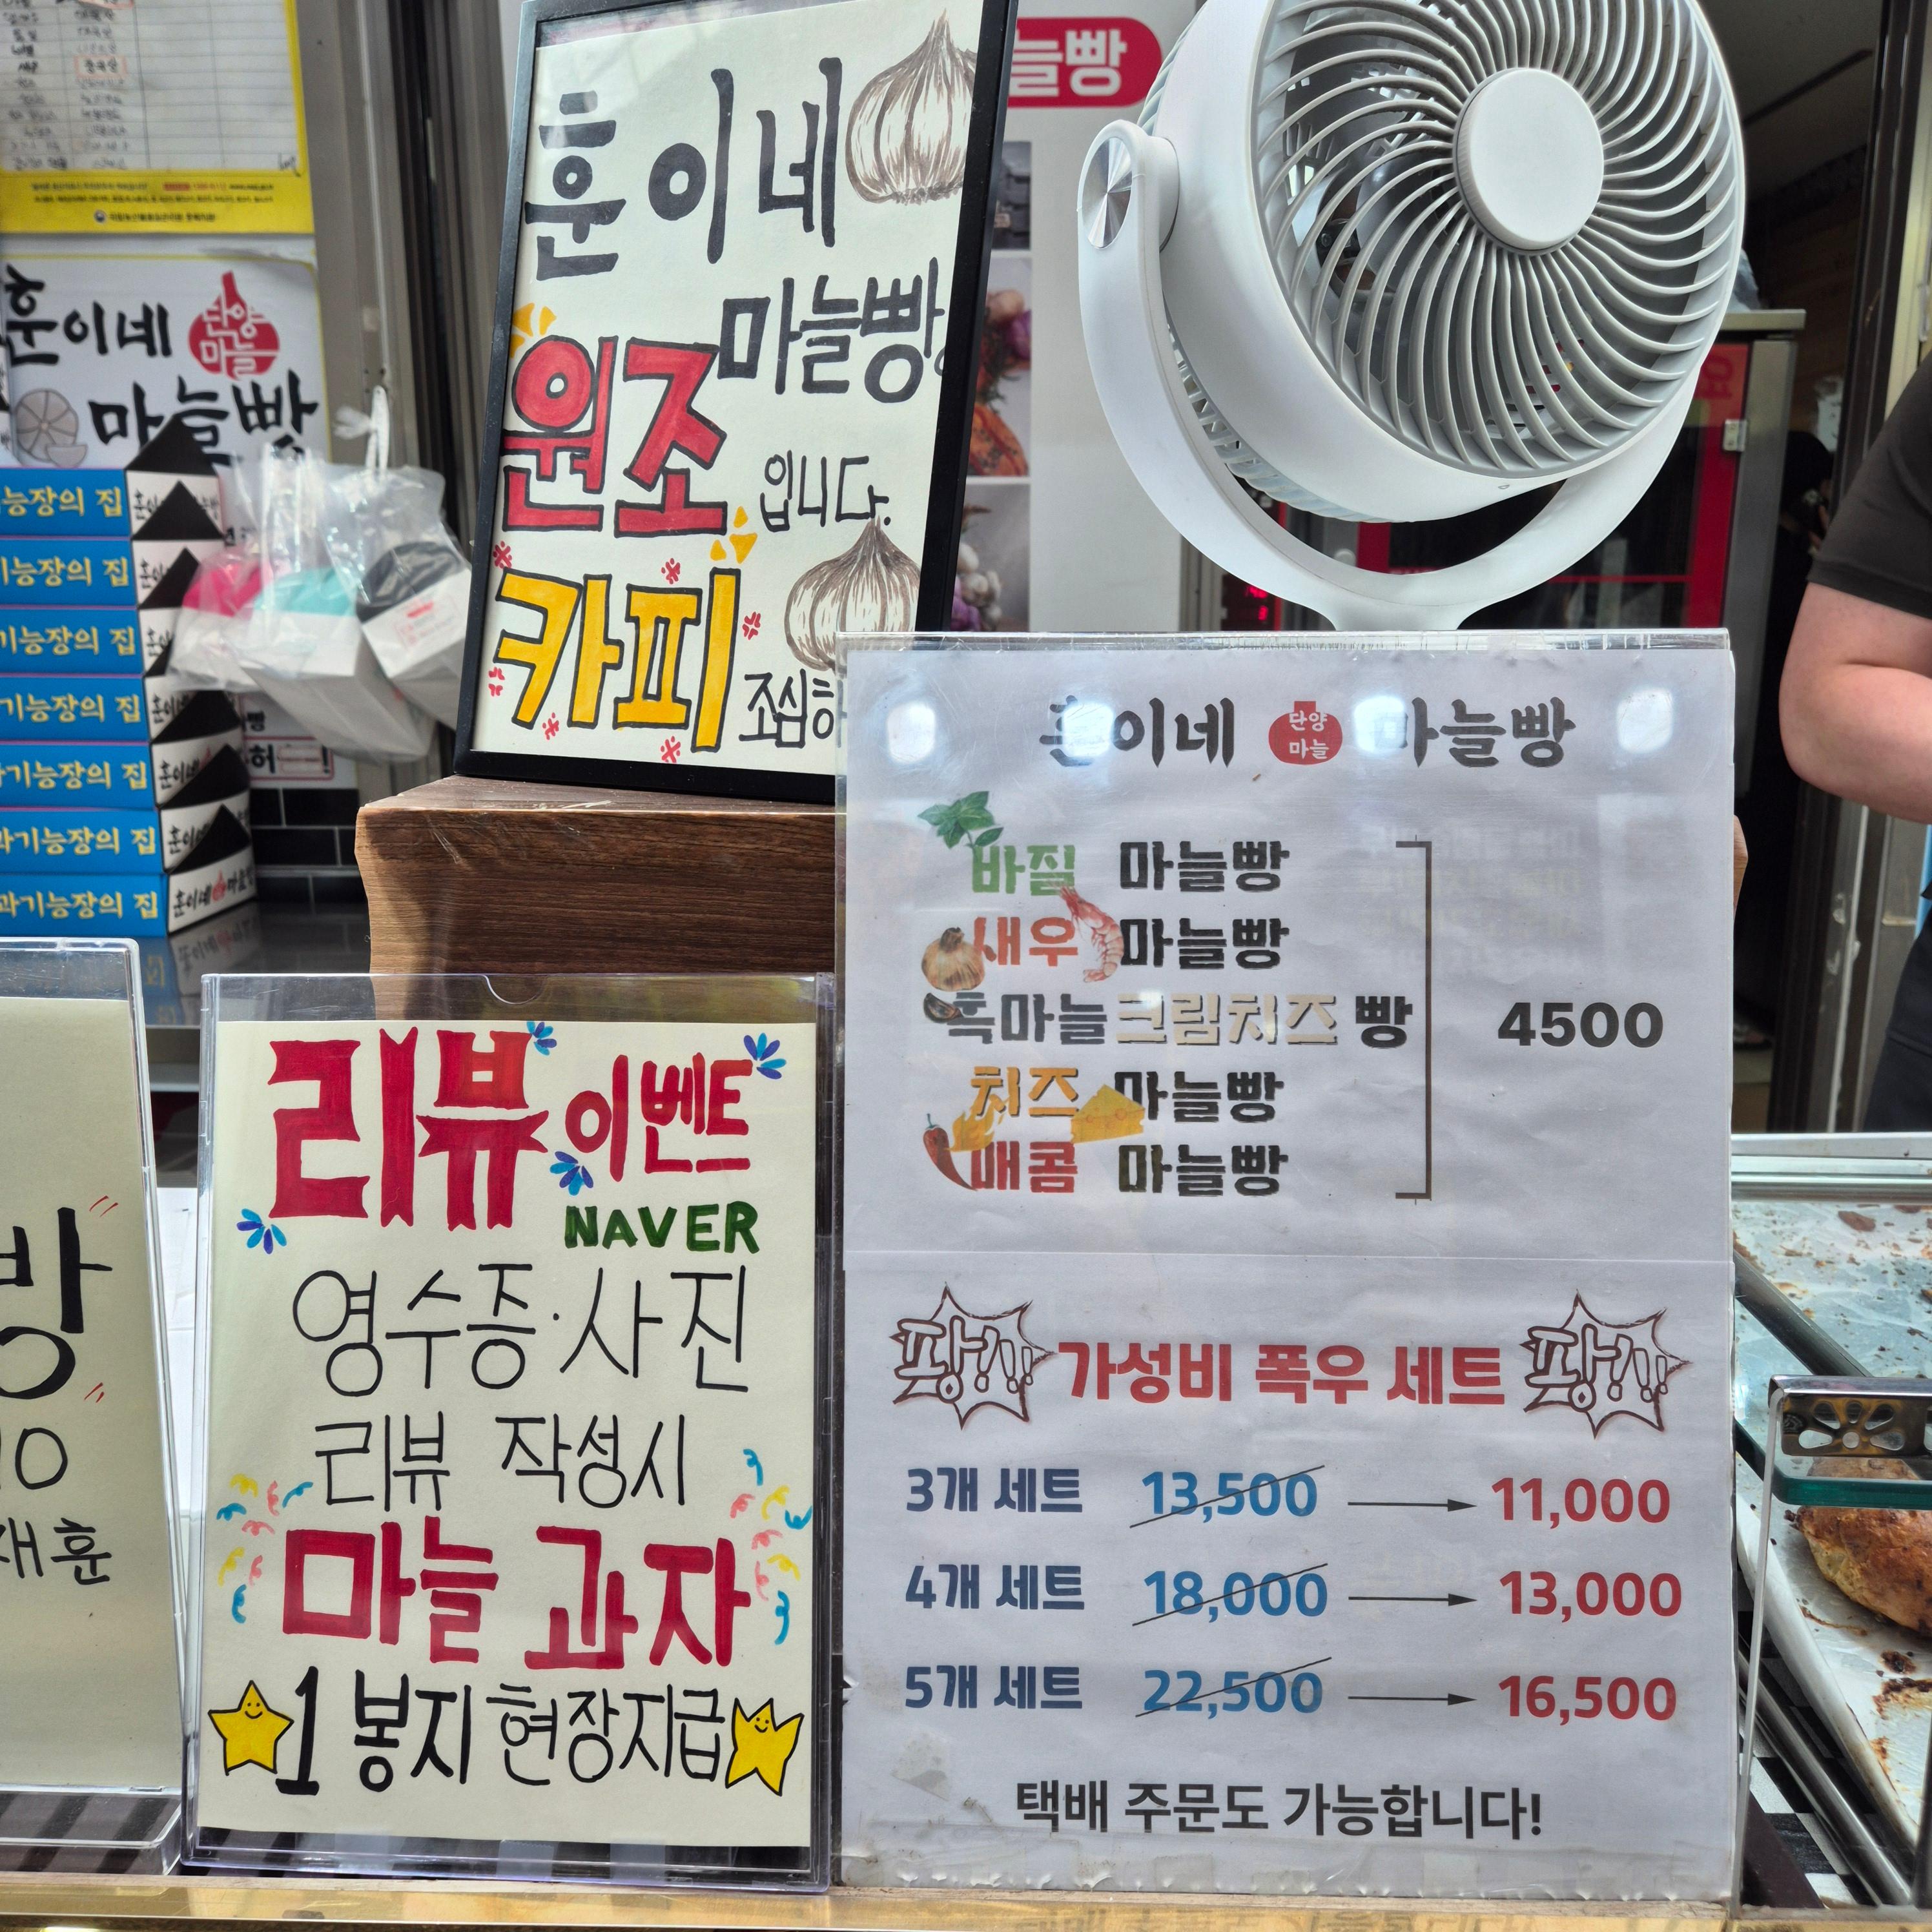 늘빵
훈이네
마늘빵
원조 입니다.
카피 조심하
훈이네 단양 마늘
마늘빵
능장의 집
기능장의 집
기능장의 집
기능장의 집
과기능장의 집
과기능장의 집
과기능장의 집
훈이네 마늘빵
훈이네 단양 마늘 마늘빵
바질 마늘빵
새우 마늘빵
흑마늘크림치즈 빵
치즈 마늘빵
매콤 마늘빵
4500
팡!!! 가성비 폭우 세트 팡!!!
3개 세트 13,500 → 11,000
4개 세트 18,000 → 13,000
5개 세트 22,500 → 16,500
택배 주문도 가능합니다!
리뷰 이벤트
NAVER
영수증·사진
리뷰 작성시
마늘 과자
1 봉지 현장지급
방
10
재훈